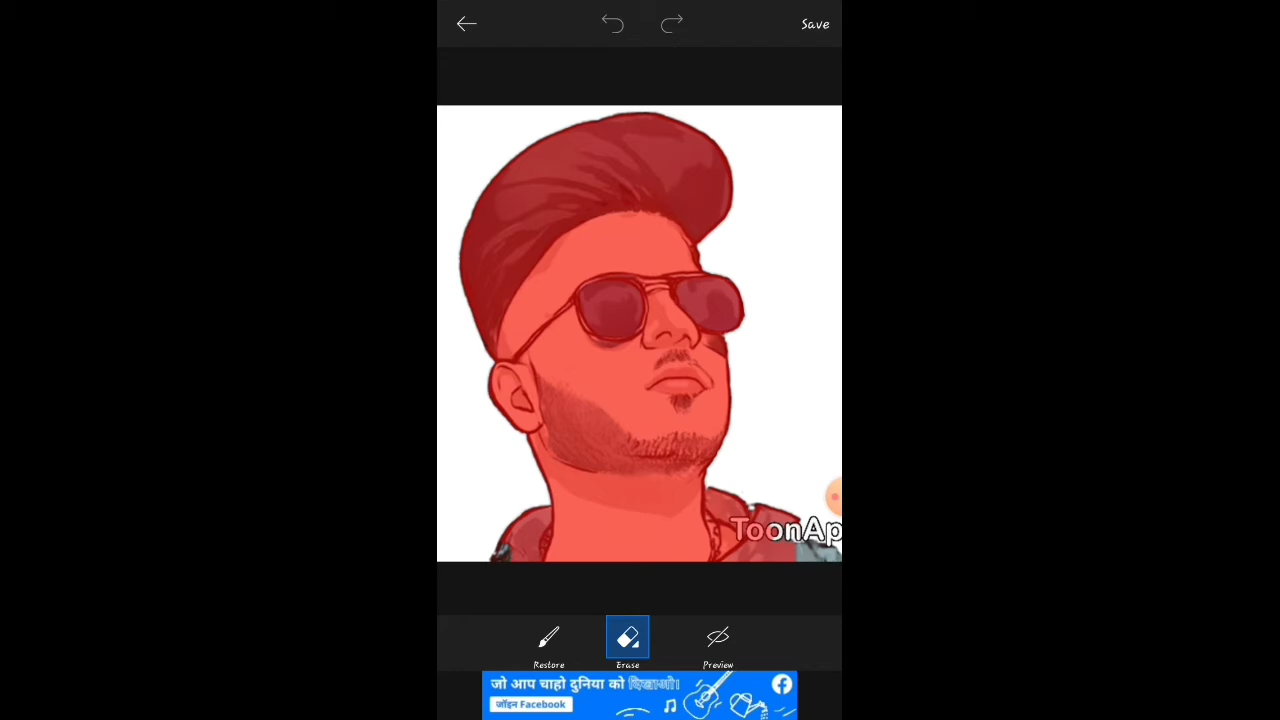 Save
ToonAp
Restore
Erase
Preview
जो आप चाहो दुनिया को दिखाओ।
जॉइन Facebook